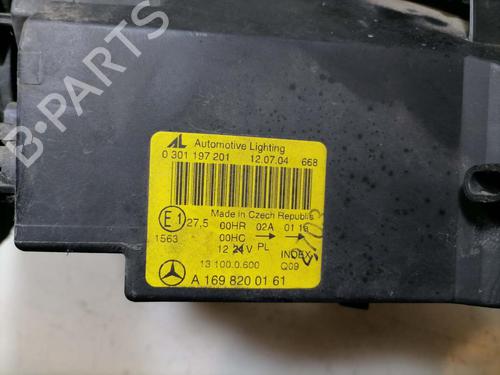 B-PARTS
AL Automotive Lighting
0 301 197 201 12.07.04 668
Made in Czech Republic
E1 27,5 00HR 02A 01 19
1563 00HC → →
12 24 V PL
INDEX
13 100.0.600 Q09
A 169 820 01 61